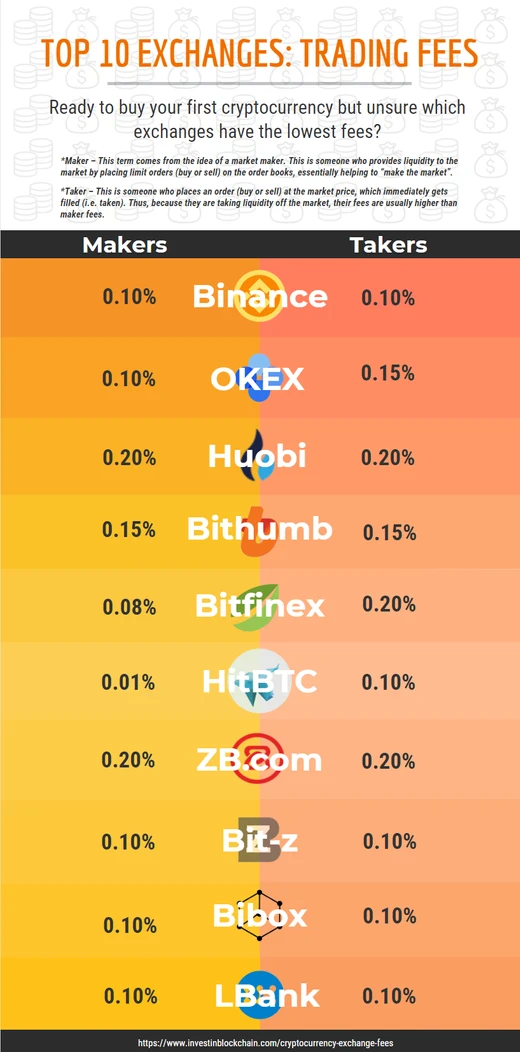 TOP 10 EXCHANGES: TRADING FEES
Ready to buy your first cryptocurrency but unsure which
exchanges have the lowest fees?
*Maker – This term comes from the idea of a market maker. This is someone who provides liquidity to the
market by placing limit orders (buy or sell) on the order books, essentially helping to "make the market".
*Taker – This is someone who places an order (buy or sell) at the market price, which immediately gets
filled (i.e. taken). Thus, because they are taking liquidity off the market, their fees are usually higher than
maker fees.
Makers Takers
0.10% Binance 0.10%
0.10% OKEX 0.15%
0.20% Huobi 0.20%
0.15% Bithumb 0.15%
0.08% Bitfinex 0.20%
0.01% HitBTC 0.10%
0.20% ZB.com 0.20%
0.10% Bit-z 0.10%
0.10% Bibox 0.10%
0.10% LBank 0.10%
https://www.investinblockchain.com/cryptocurrency-exchange-fees